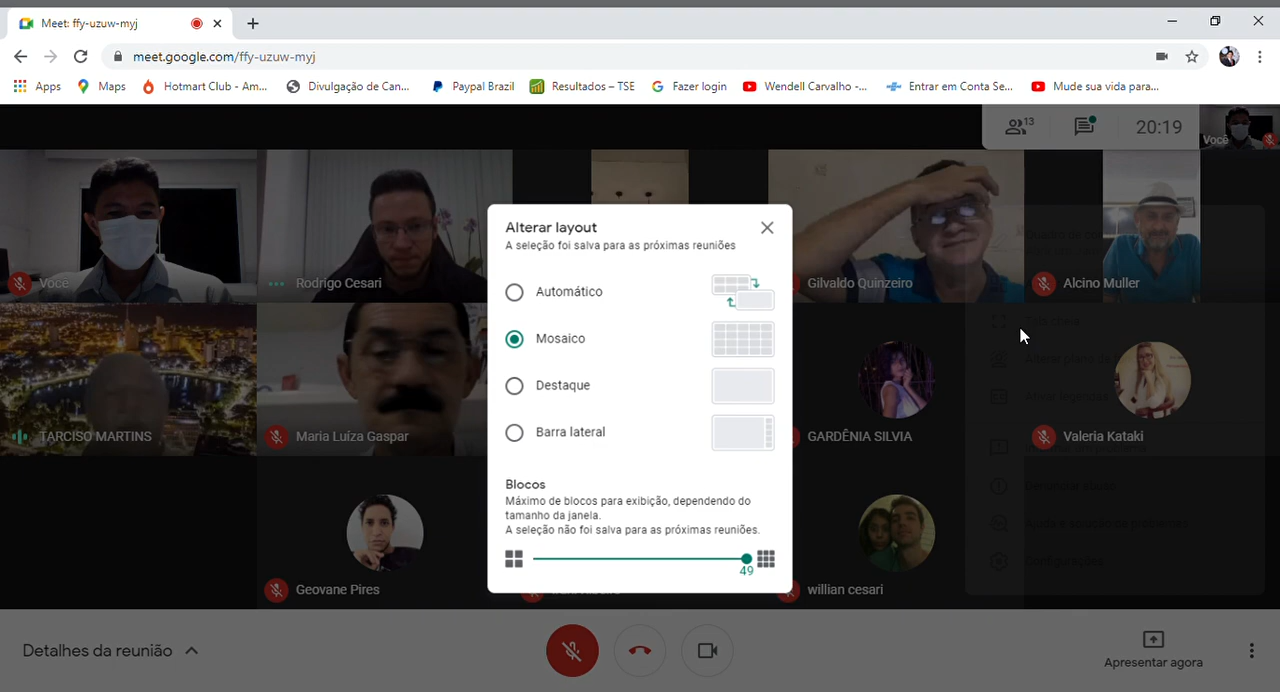 Meet: ffy-uzuw-myj
meet.google.com/ffy-uzuw-myj
Apps
Maps
Hotmart Club - Am...
Divulgação de Can...
Paypal Brazil
Resultados – TSE
Fazer login
Wendell Carvalho -...
Entrar em Conta Se...
Mude sua vida para...
13
20:19
Você
Você
Rodrigo Cesari
Gilvaldo Quinzeiro
Alcino Muller
TARCISO MARTINS
Maria Luíza Gaspar
GARDÊNIA SILVIA
Valeria Kataki
Geovane Pires
willian cesari
Alterar layout
A seleção foi salva para as próximas reuniões
Automático
Mosaico
Destaque
Barra lateral
Blocos
Máximo de blocos para exibição, dependendo do
tamanho da janela.
A seleção não foi salva para as próximas reuniões.
49
Ativar legendas
Configurações
Detalhes da reunião
Apresentar agora